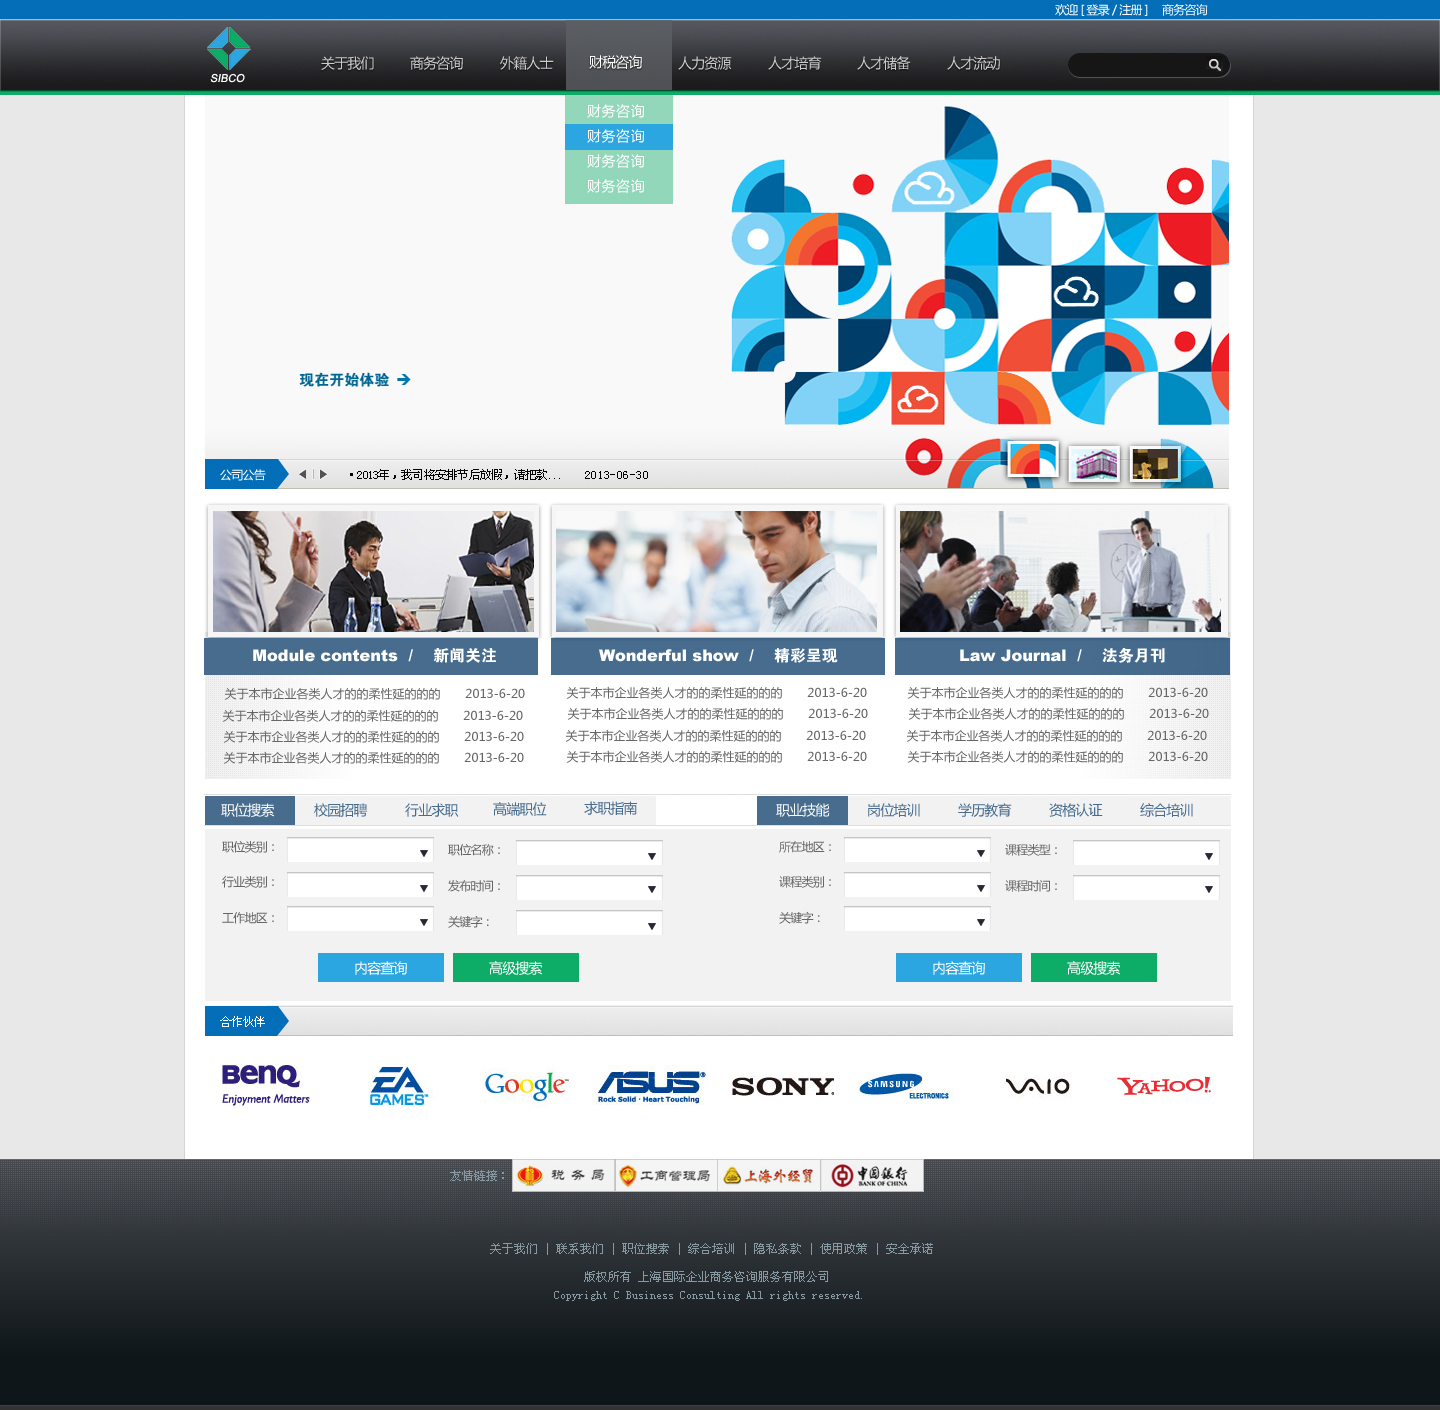 欢迎 [ 登录 / 注册 ] 商务咨询
SIBCO
关于我们 商务咨询 外籍人士 财税咨询 人力资源 人才培育 人才储备 人才流动
财务咨询
财务咨询
财务咨询
财务咨询
现在开始体验
公司公告 • 2013年，我司将安排节后放假，请把款... 2013-06-30
Module contents / 新闻关注
关于本市企业各类人才的的柔性延的的的 2013-6-20
关于本市企业各类人才的的柔性延的的的 2013-6-20
关于本市企业各类人才的的柔性延的的的 2013-6-20
关于本市企业各类人才的的柔性延的的的 2013-6-20
Wonderful show / 精彩呈现
关于本市企业各类人才的的柔性延的的的 2013-6-20
关于本市企业各类人才的的柔性延的的的 2013-6-20
关于本市企业各类人才的的柔性延的的的 2013-6-20
关于本市企业各类人才的的柔性延的的的 2013-6-20
Law Journal / 法务月刊
关于本市企业各类人才的的柔性延的的的 2013-6-20
关于本市企业各类人才的的柔性延的的的 2013-6-20
关于本市企业各类人才的的柔性延的的的 2013-6-20
关于本市企业各类人才的的柔性延的的的 2013-6-20
职位搜索 校园招聘 行业求职 高端职位 求职指南
职位类别： 职位名称：
行业类别： 发布时间：
工作地区： 关键字：
内容查询 高级搜索
职业技能 岗位培训 学历教育 资格认证 综合培训
所在地区： 课程类型：
课程类别： 课程时间：
关键字：
内容查询 高级搜索
合作伙伴
BenQ
Enjoyment Matters
EA
GAMES
Google
ASUS
Rock Solid · Heart Touching
SONY
SAMSUNG
ELECTRONICS
VAIO
YAHOO!
友情链接： 税务局 工商管理局 上海外经贸 中国银行
BANK OF CHINA
关于我们 | 联系我们 | 职位搜索 | 综合培训 | 隐私条款 | 使用政策 | 安全承诺
版权所有 上海国际企业商务咨询服务有限公司
Copyright C Business Consulting All rights reserved.